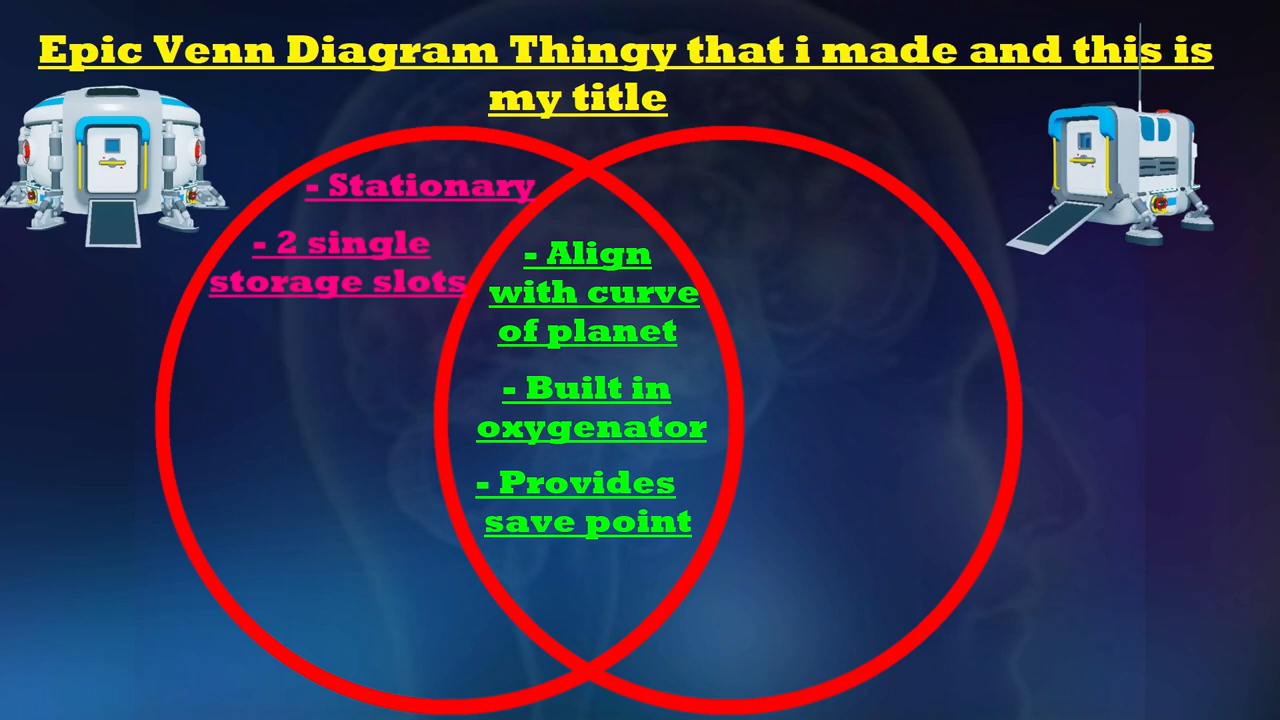 Epic Venn Diagram Thingy that i made and this is
my title
- Stationary
- 2 single
storage slots
- Align
with curve
of planet
- Built in
oxygenator
- Provides
save point